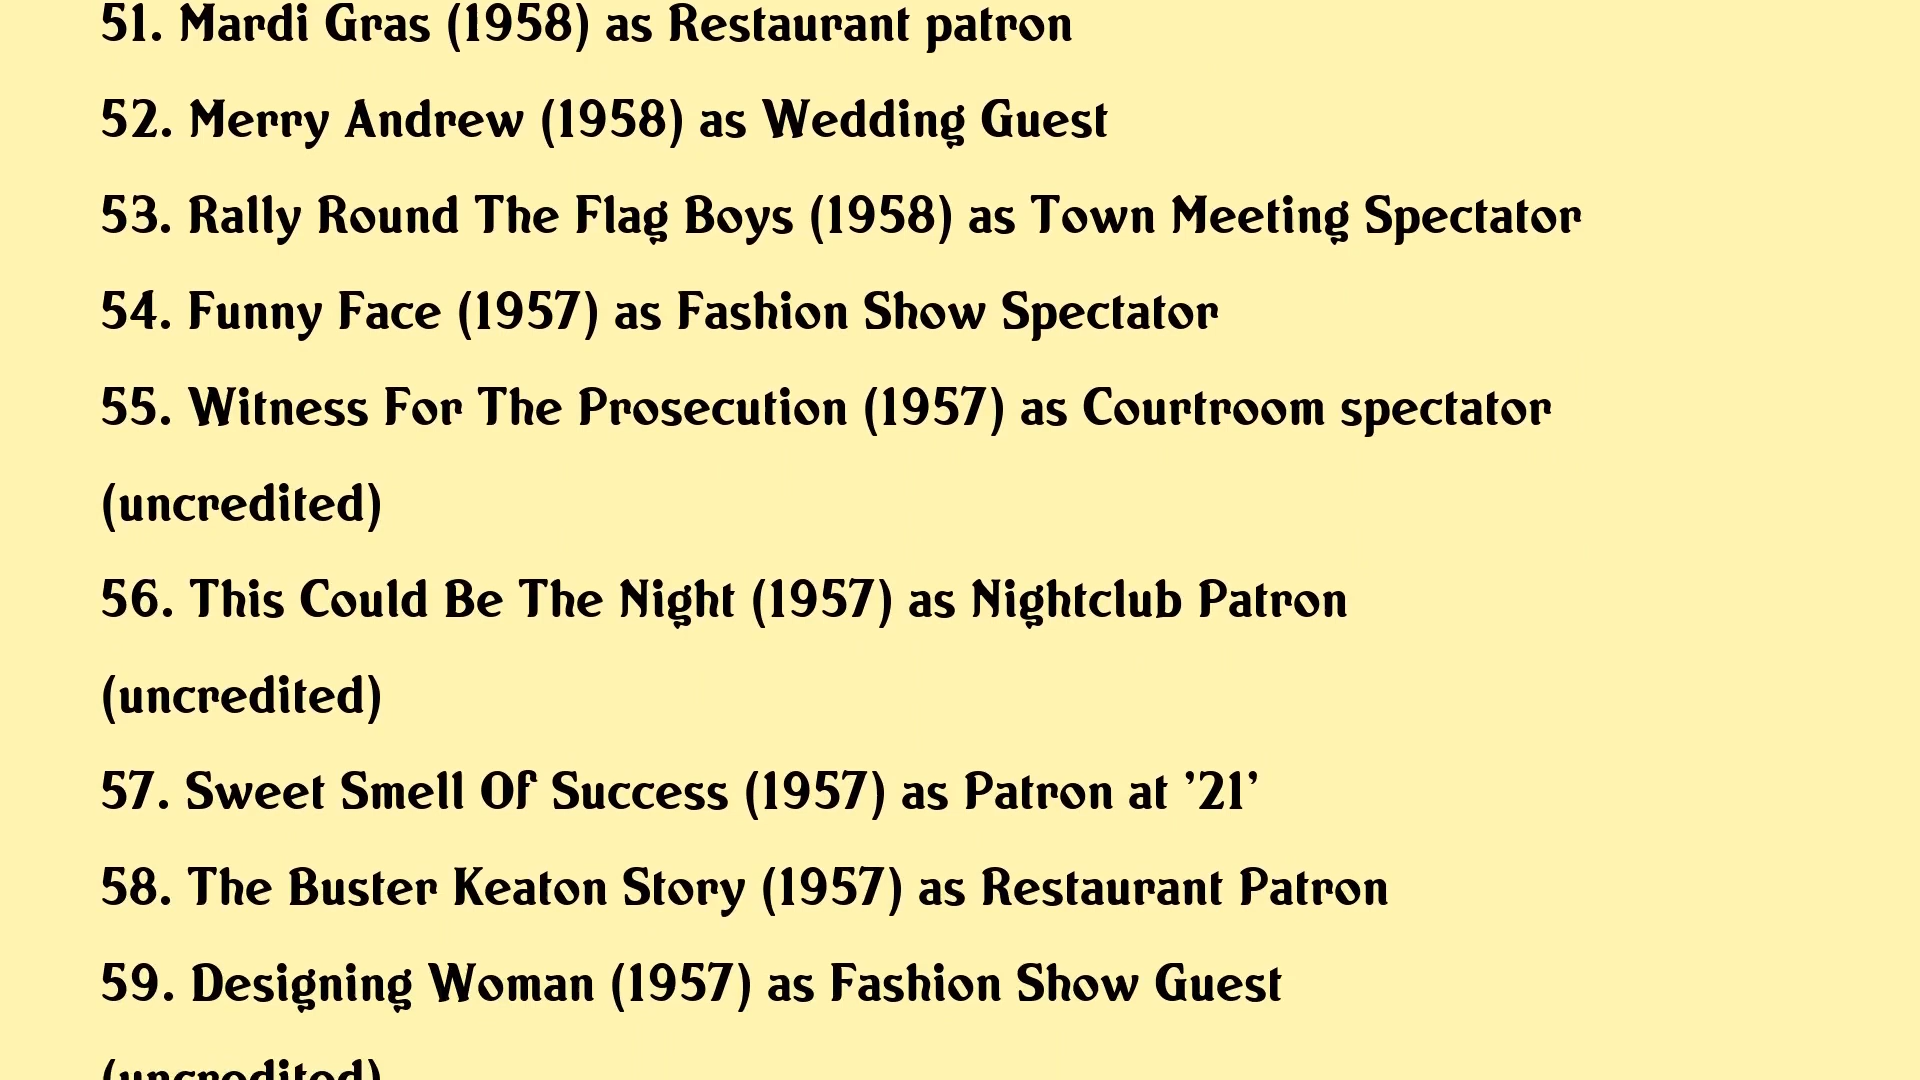 51. Mardi Gras (1958) as Restaurant patron
52. Merry Andrew (1958) as Wedding Guest
53. Rally Round The Flag Boys (1958) as Town Meeting Spectator
54. Funny Face (1957) as Fashion Show Spectator
55. Witness For The Prosecution (1957) as Courtroom spectator
(uncredited)
56. This Could Be The Night (1957) as Nightclub Patron
(uncredited)
57. Sweet Smell Of Success (1957) as Patron at '21'
58. The Buster Keaton Story (1957) as Restaurant Patron
59. Designing Woman (1957) as Fashion Show Guest
(uncredited)